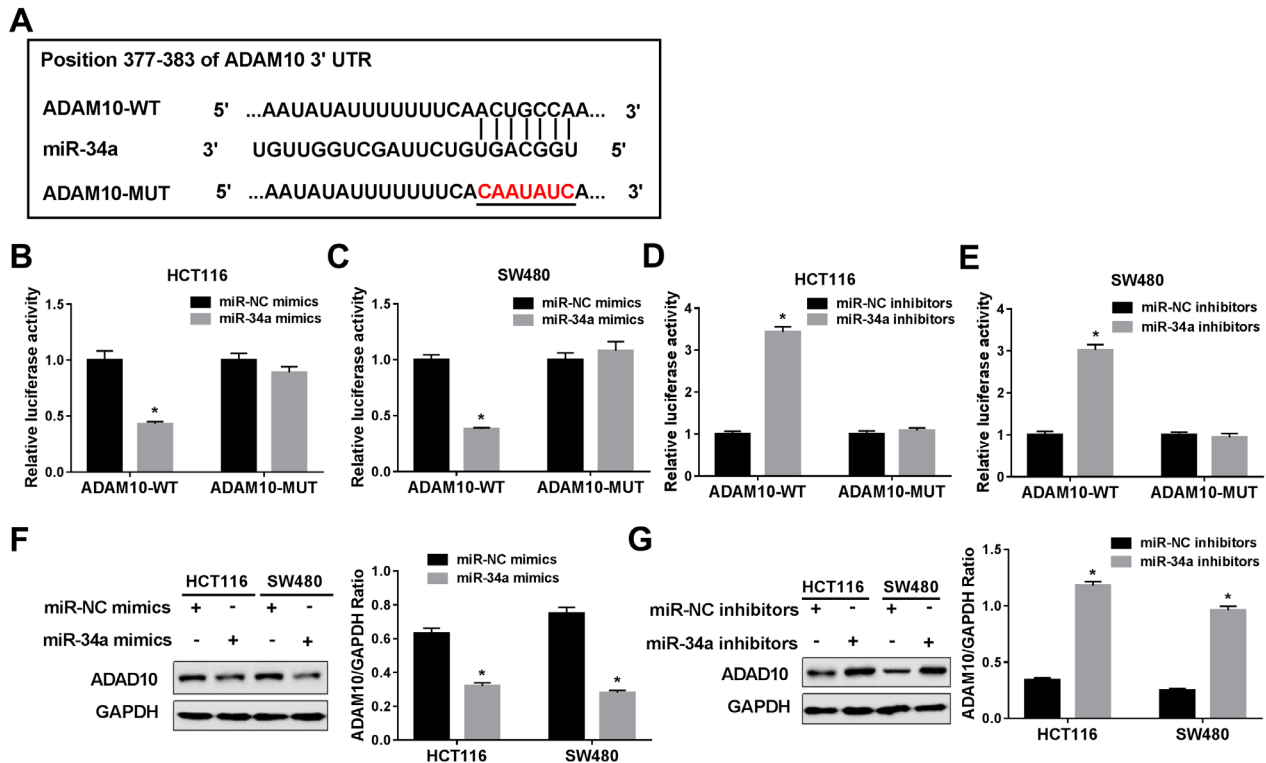 A
Position 377-383 of ADAM10 3' UTR
ADAM10-WT 5' ...AAUAUAUUUUUUUCAACUGCCAA... 3'
miR-34a 3' UGUUGGUCGAUUCUGUGACGGU 5'
ADAM10-MUT 5' ...AAUAUAUUUUUUUCACAAUAUCA... 3'
B
HCT116
miR-NC mimics
miR-34a mimics
Relative luciferase activity
1.5
1.0
0.5
0.0
*
ADAM10-WT ADAM10-MUT
C
SW480
miR-NC mimics
miR-34a mimics
Relative luciferase activity
1.5
1.0
0.5
0.0
*
ADAM10-WT ADAM10-MUT
D
HCT116
miR-NC inhibitors
miR-34a inhibitors
Relative luciferase activity
4
3
2
1
0
*
ADAM10-WT ADAM10-MUT
E
SW480
miR-NC inhibitors
miR-34a inhibitors
Relative luciferase activity
4
3
2
1
0
*
ADAM10-WT ADAM10-MUT
F
HCT116 SW480
miR-NC mimics + - + -
miR-34a mimics - + - +
ADAD10
GAPDH
miR-NC mimics
miR-34a mimics
ADAM10/GAPDH Ratio
1.0
0.8
0.6
0.4
0.2
0.0
* *
HCT116 SW480
G
HCT116 SW480
miR-NC inhibitors + - + -
miR-34a inhibitors - + - +
ADAD10
GAPDH
miR-NC inhibitors
miR-34a inhibitors
ADAM10/GAPDH Ratio
1.5
1.0
0.5
0.0
* *
HCT116 SW480